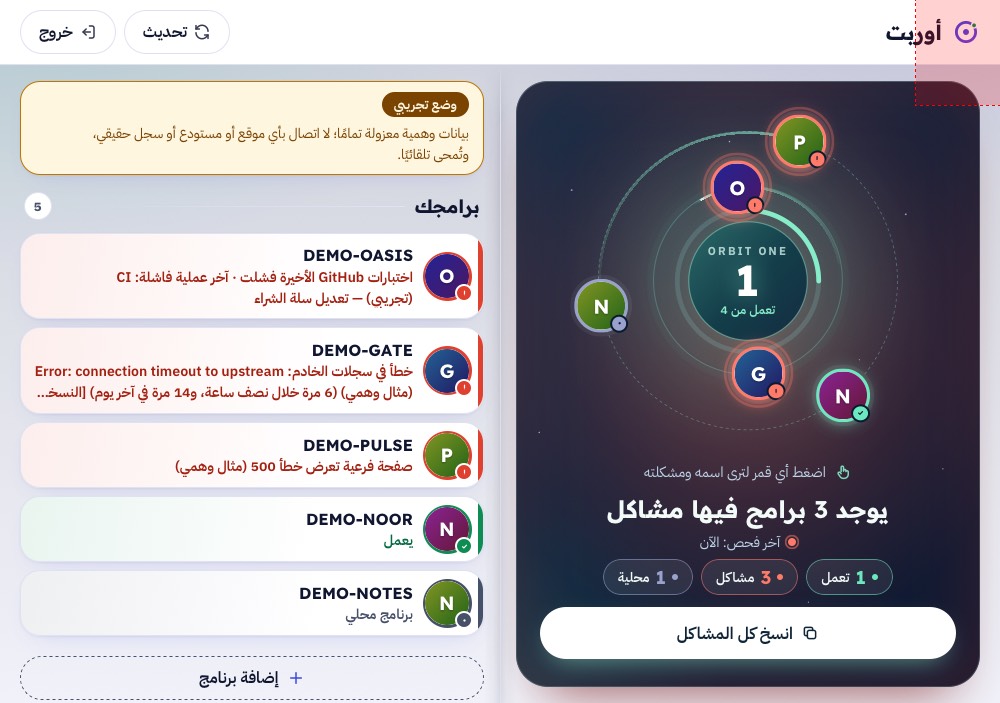 أوربت
تحديث
خروج
P
O
ORBIT ONE
1
تعمل من 4
N
G
N
اضغط أي قمر لترى اسمه ومشكلته
يوجد 3 برامج فيها مشاكل
آخر فحص: الآن
1 تعمل
3 مشاكل
1 محلية
انسخ كل المشاكل
وضع تجريبي
بيانات وهمية معزولة تمامًا؛ لا اتصال بأي موقع أو مستودع أو سجل حقيقي،
وتُمحى تلقائيًا.
برامجك
5
DEMO-OASIS
O
اختبارات GitHub الأخيرة فشلت · آخر عملية فاشلة: CI
(تجريبي) — تعديل سلة الشراء
DEMO-GATE
G
خطأ في سجلات الخادم: Error: connection timeout to upstream
(مثال وهمي) (6 مرة خلال نصف ساعة، و14 مرة في آخر يوم) [النسخ...
DEMO-PULSE
P
صفحة فرعية تعرض خطأ 500 (مثال وهمي)
DEMO-NOOR
N
يعمل
DEMO-NOTES
N
برنامج محلي
إضافة برنامج